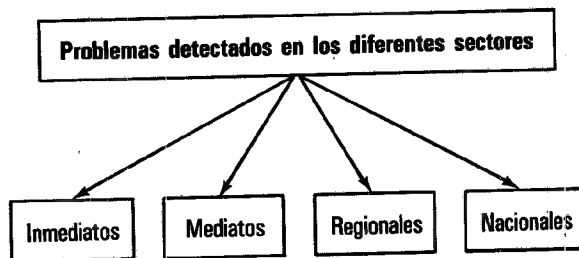 Problemas detectados en los diferentes sectores
Inmediatos
Mediatos
Regionales
Nacionales